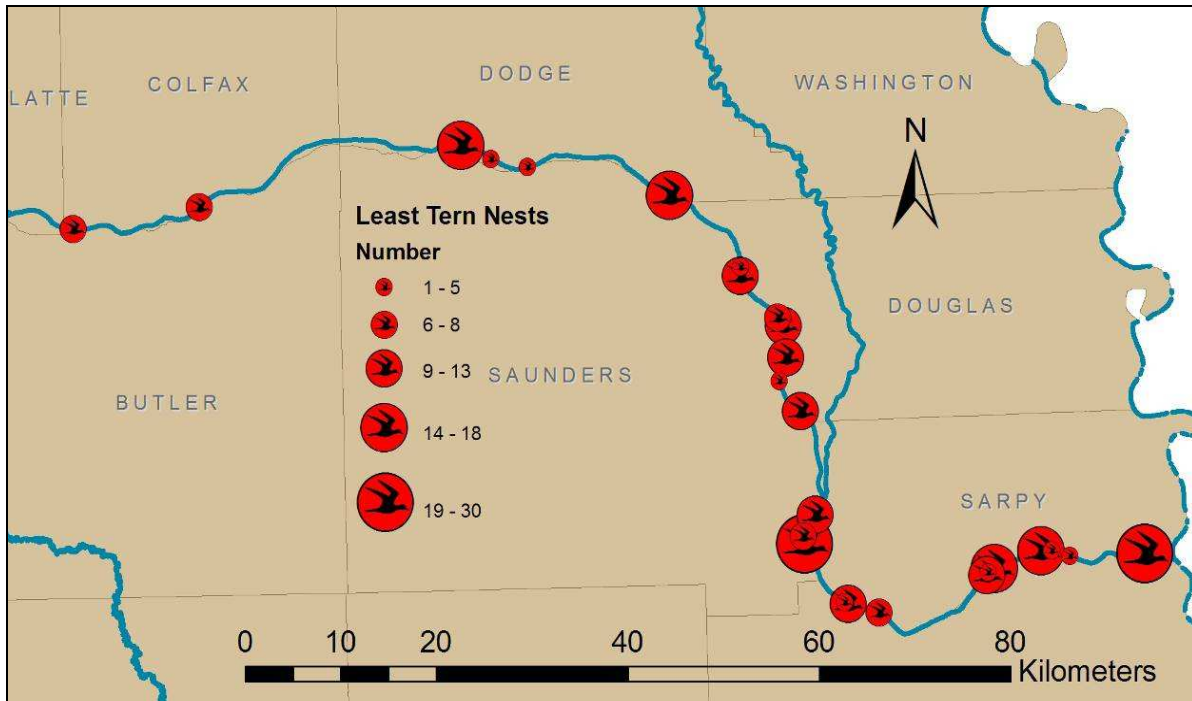 DODGE
COLFAX
WASHINGTON
LATTE
N
Least Tern Nests
Number
1 - 5
6 - 8
9 - 13
14 - 18
19 - 30
DOUGLAS
SAUNDERS
BUTLER
SARPY
0 10 20 40 60 80
Kilometers